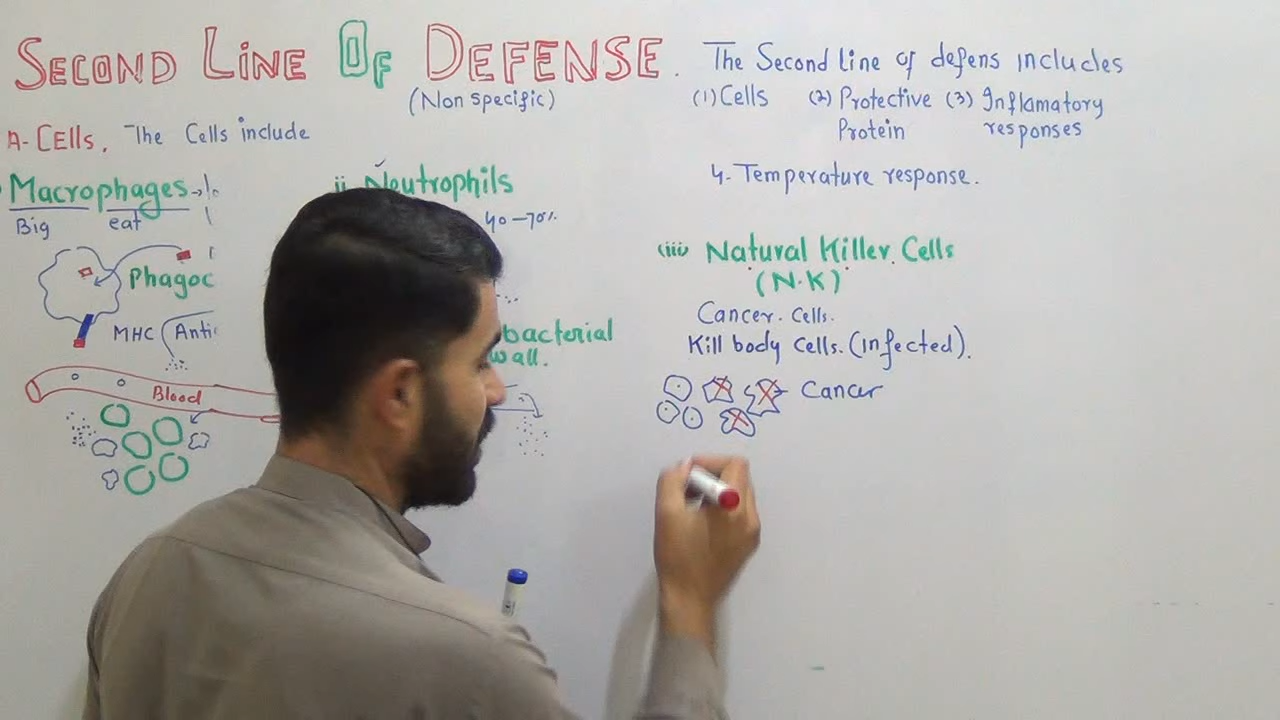 SECOND LINE OF DEFENSE.
(Non specific)
A- CELLS. The Cells include
Macrophages
Big eat
Phagoc
MHC (Anti
Blood
ii Neutrophils
40-70%
bacterial
wall.
The Second line of defens includes
(1) Cells (2) Protective (3) Inflamatory
Protein responses
4. Temperature response.
(iii) Natural Killer Cells
(N.K)
Cancer. Cells.
Kill body Cells. (infected).
Cancer